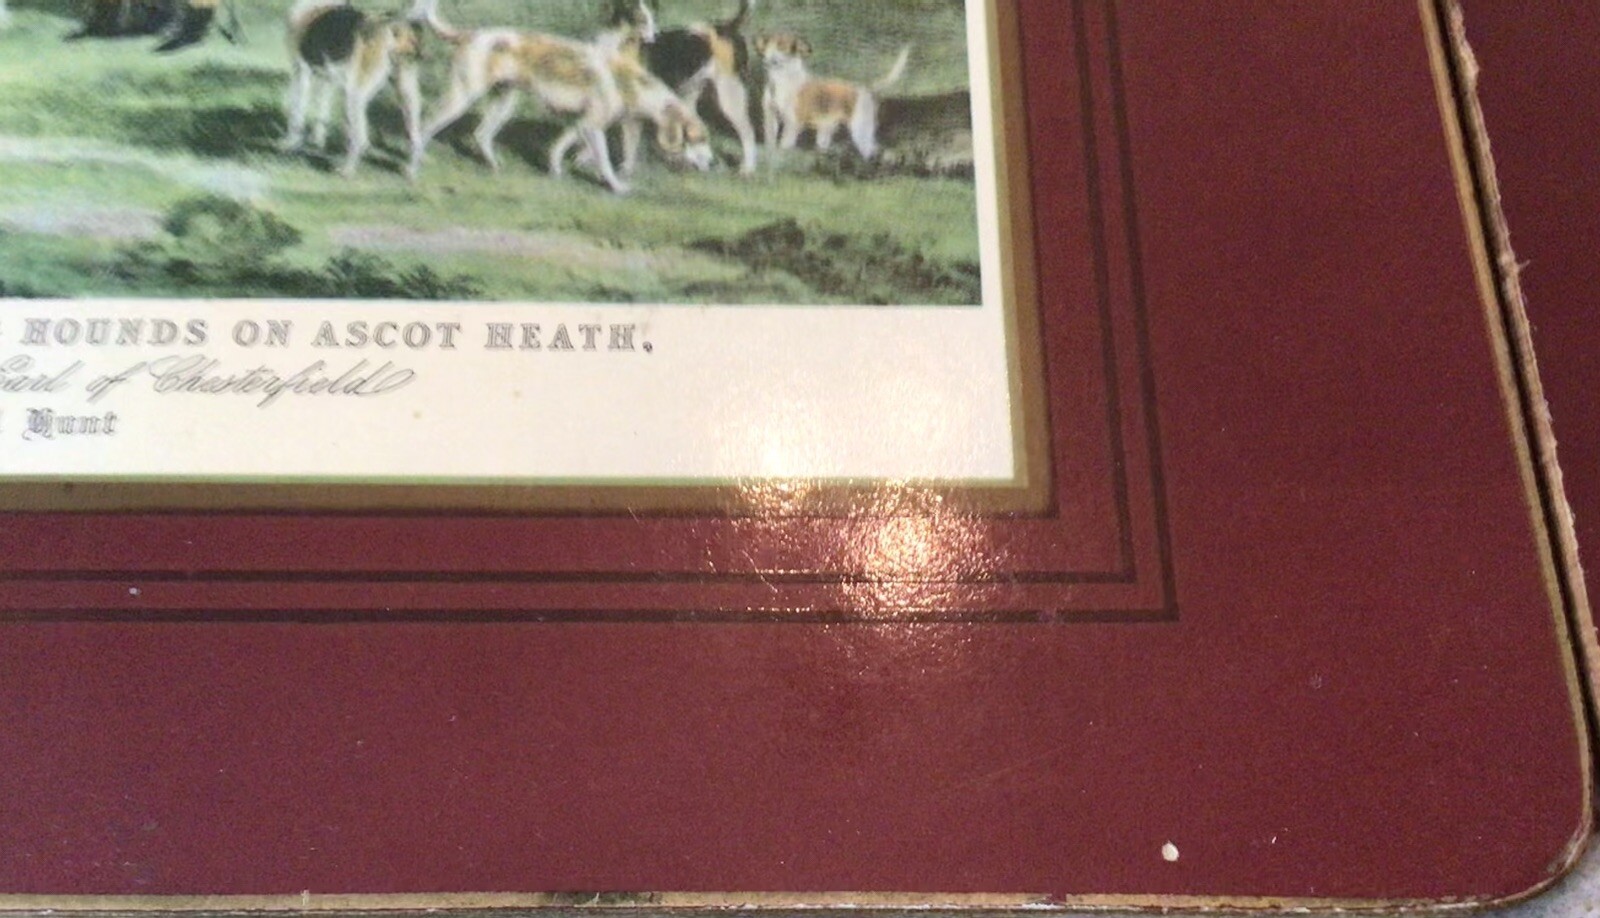 HOUNDS ON ASCOT HEATH.
Earl of Chesterfield
Hunt